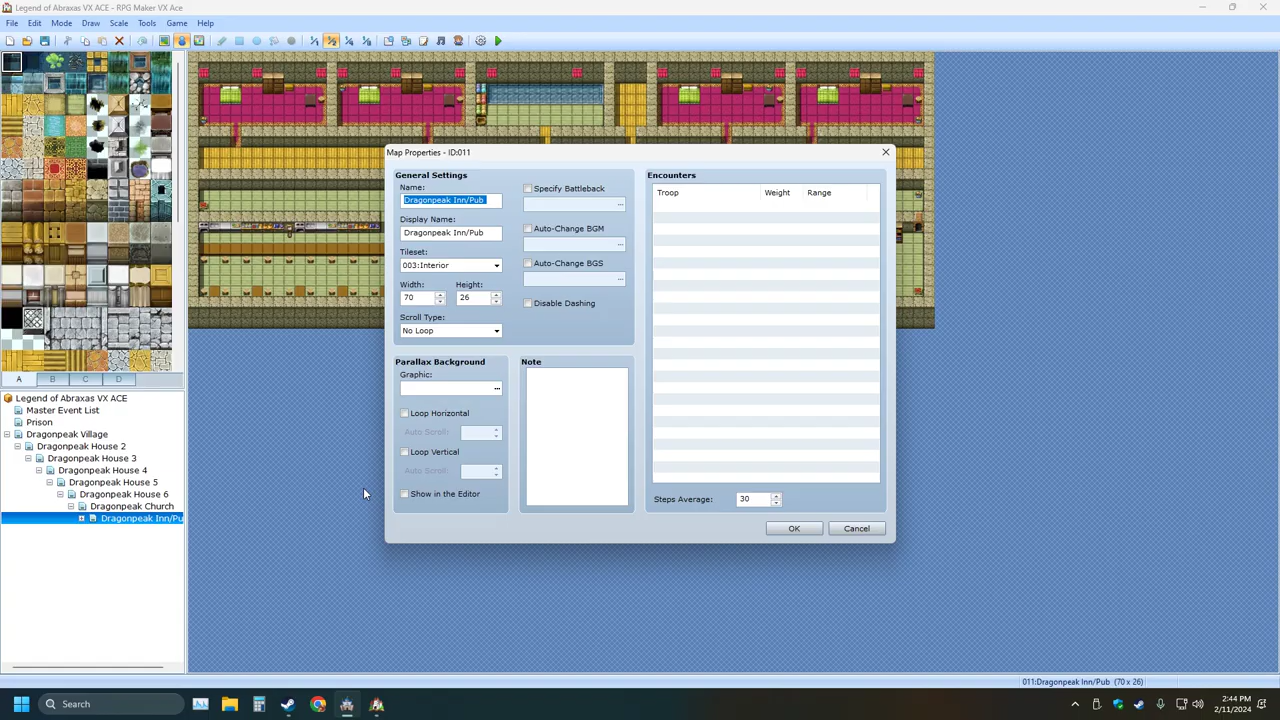 Legend of Abraxas VX ACE - RPG Maker VX Ace
File Edit Mode Draw Scale Tools Game Help
Map Properties - ID:011
General Settings
Name:
Dragonpeak Inn/Pub
Display Name:
Dragonpeak Inn/Pub
Tileset:
003:Interior
Width: Height:
70 26
Scroll Type:
No Loop
Specify Battleback
...
Auto-Change BGM
...
Auto-Change BGS
...
Disable Dashing
Parallax Background
Graphic:
...
Loop Horizontal
Auto Scroll:
Loop Vertical
Auto Scroll:
Show in the Editor
Note
Encounters
Troop Weight Range
Steps Average: 30
OK Cancel
A B C D
Legend of Abraxas VX ACE
Master Event List
Prison
Dragonpeak Village
Dragonpeak House 2
Dragonpeak House 3
Dragonpeak House 4
Dragonpeak House 5
Dragonpeak House 6
Dragonpeak Church
Dragonpeak Inn/Pu
011:Dragonpeak Inn/Pub (70 x 26)
Search
2:44 PM
2/11/2024